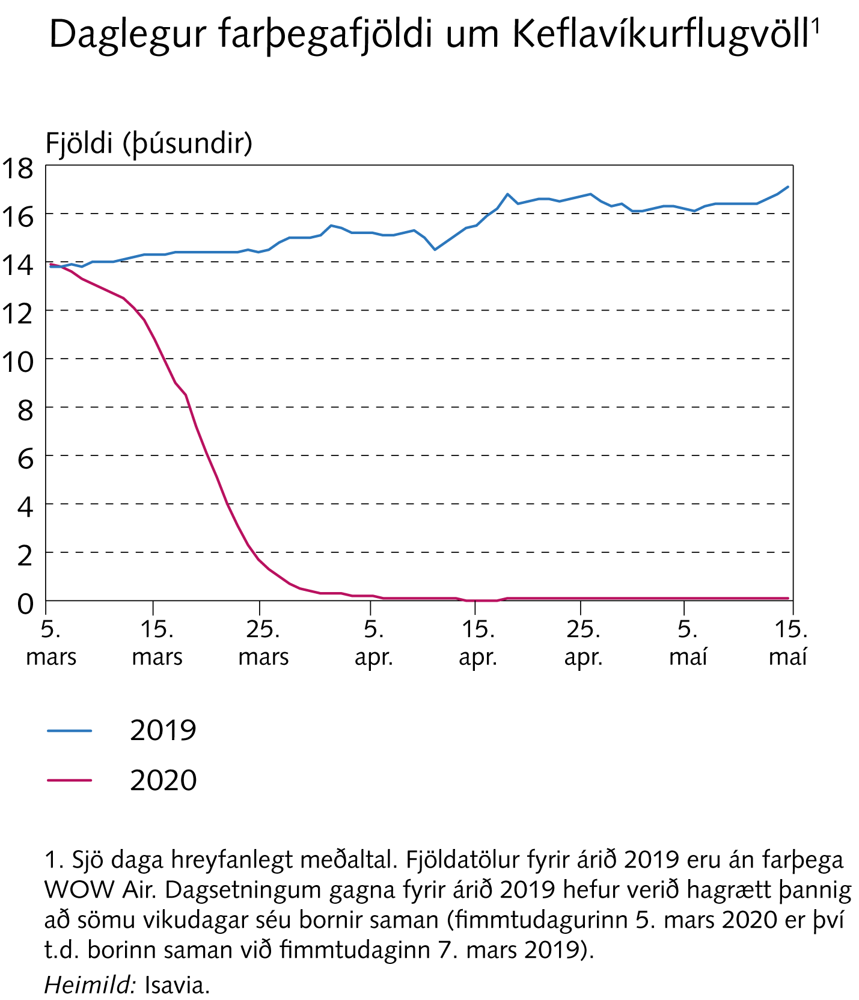 Daglegur farþegafjöldi um Keflavíkurflugvöll¹
Fjöldi (þúsundir)
18
16
14
12
10
8
6
4
2
0
5. mars
15. mars
25. mars
5. apr.
15. apr.
25. apr.
5. maí
15. maí
2019
2020
1. Sjö daga hreyfanlegt meðaltal. Fjöldatölur fyrir árið 2019 eru án farþega
WOW Air. Dagsetningum gagna fyrir árið 2019 hefur verið hagrætt þannig
að sömu vikudagar séu bornir saman (fimmtudagurinn 5. mars 2020 er því
t.d. borinn saman við fimmtudaginn 7. mars 2019).
Heimild: Isavia.